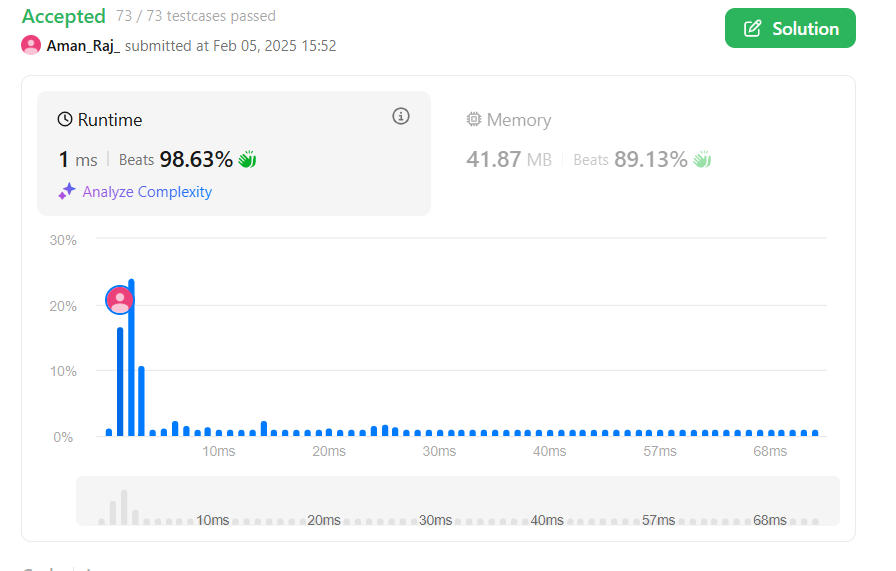 Accepted 73 / 73 testcases passed
Solution
Aman_Raj_ submitted at Feb 05, 2025 15:52
Runtime
Memory
1 ms Beats 98.63%
41.87 MB Beats 89.13%
Analyze Complexity
30%
20%
10%
0%
10ms 20ms 30ms 40ms 57ms 68ms
10ms 20ms 30ms 40ms 57ms 68ms